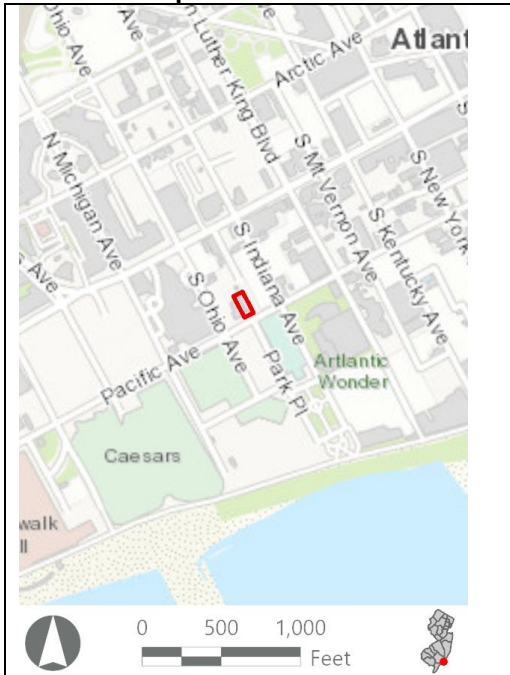 Ohio Ave
Ave
Luther King Blvd
Arctic Ave
Atlant
N Michigan Ave
S Mt Vernon Ave
S New York
S Indiana Ave
S Kentucky Ave
S Ave
S Ohio Ave
Pacific Ave
Park Pl
Artlantic
Wonder
Caesars
walk
ll
0 500 1,000
Feet